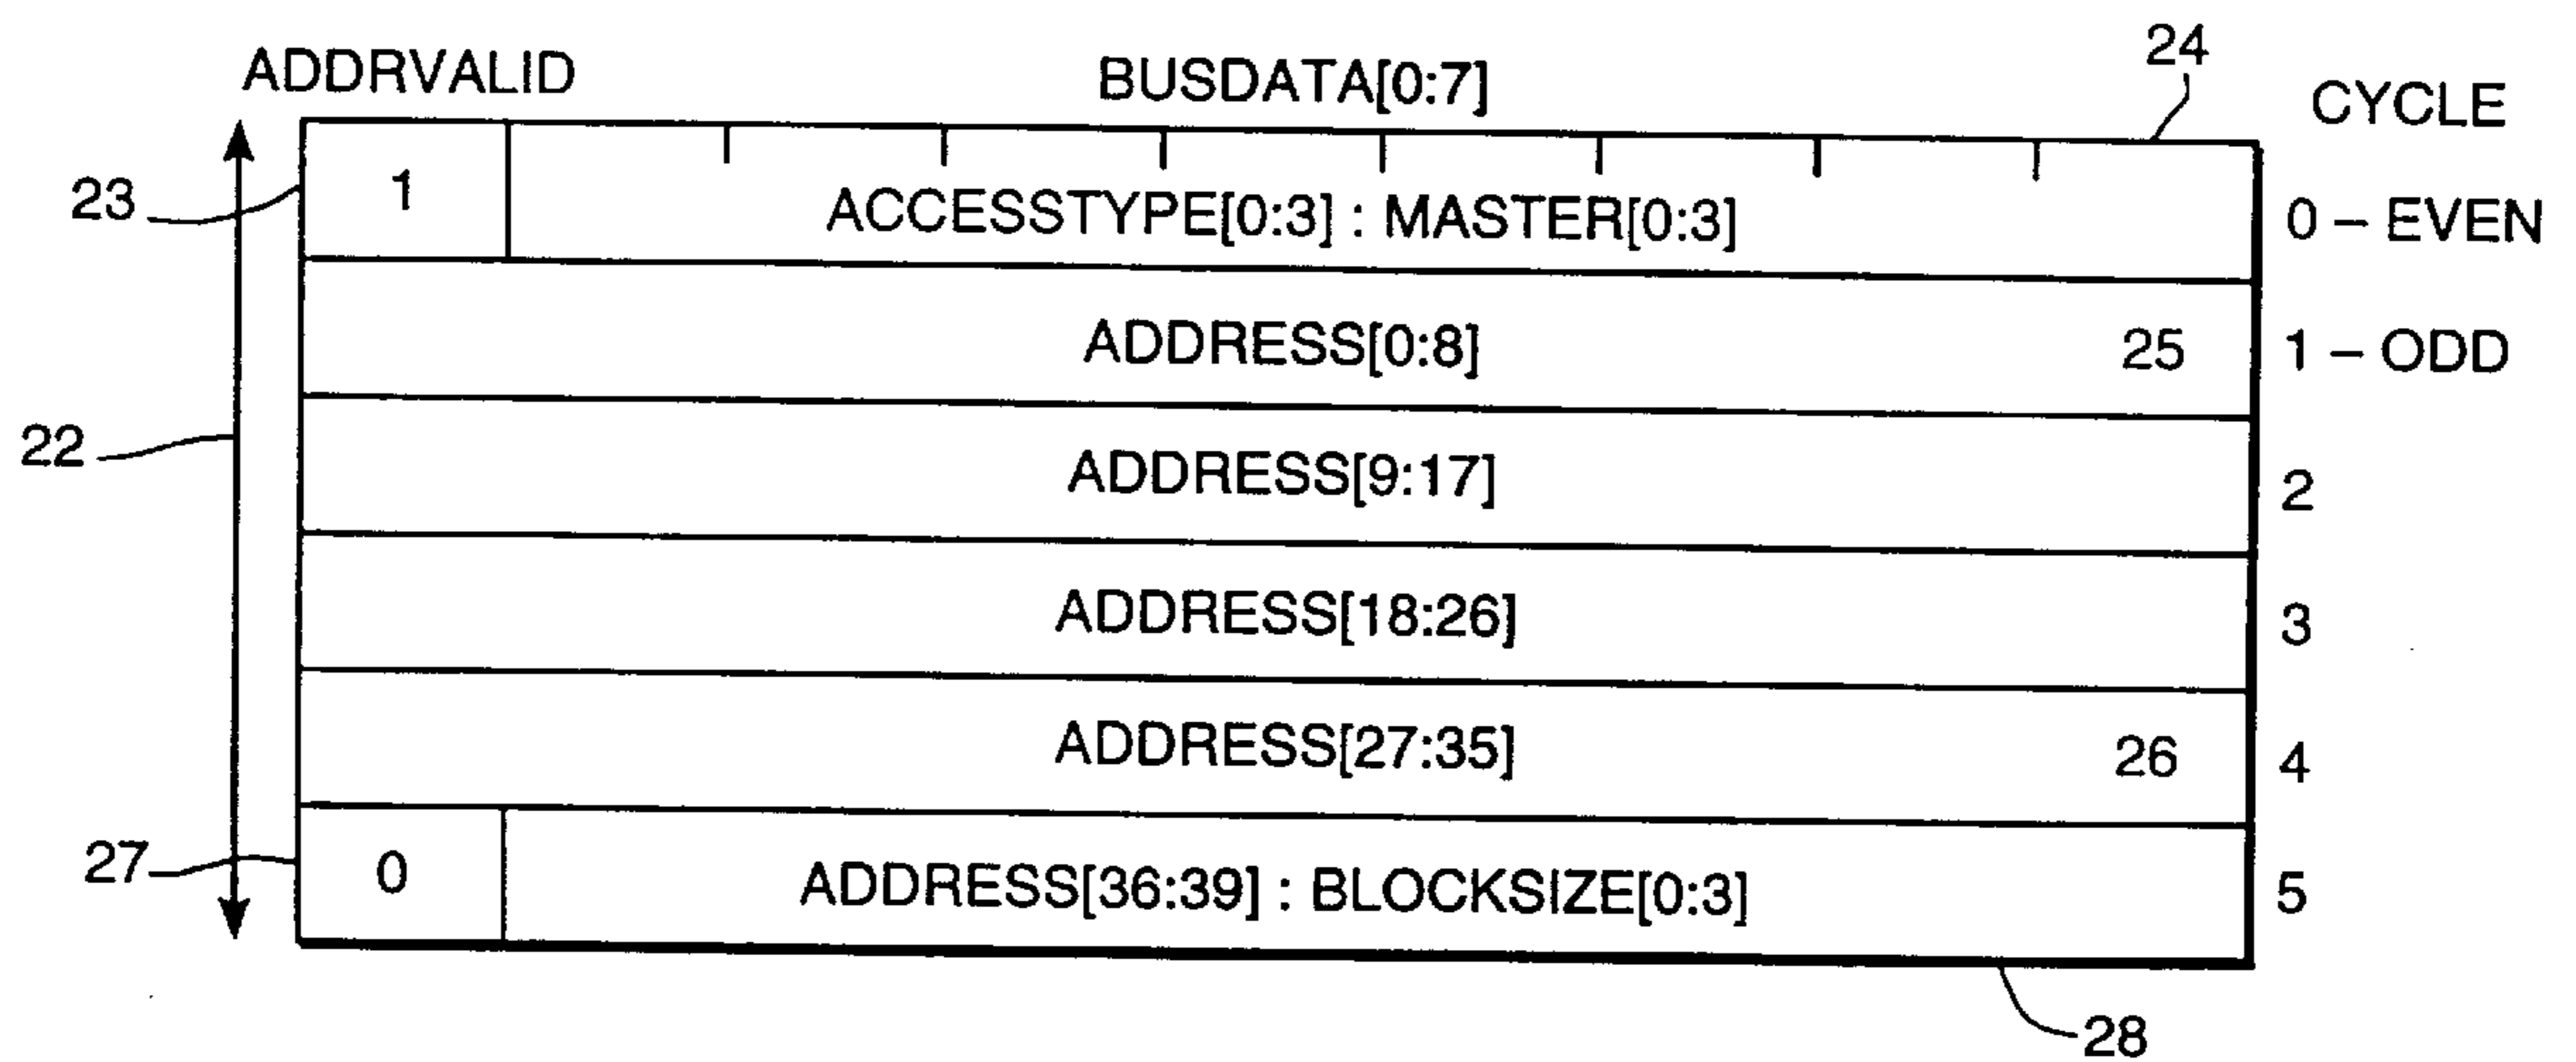 ADDRVALID BUSDATA[0:7] 24 CYCLE
23 1 ACCESSTYPE[0:3] : MASTER[0:3] 0 – EVEN
ADDRESS[0:8] 25 1 – ODD
22 ADDRESS[9:17] 2
ADDRESS[18:26] 3
ADDRESS[27:35] 26 4
27 0 ADDRESS[36:39] : BLOCKSIZE[0:3] 5
28